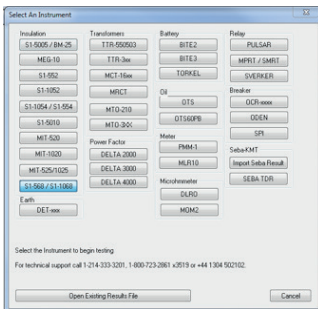 Select An Instrument
Insulation
S1-5005 / BM-25
MEG-10
S1-552
S1-1052
S1-1054 / S1-554
S1-5010
MIT-520
MIT-1020
MIT-525/1025
S1-568 / S1-1068
Earth
DET-xxx
Transformers
TTR-550503
TTR-3xx
MCT-16xx
MRCT
MTO-210
MTO-3XX
Power Factor
DELTA 2000
DELTA 3000
DELTA 4000
Battery
BITE2
BITE3
TORKEL
Oil
OTS
OTS60PB
Meter
PMM-1
MLR10
Microhmmeter
DLRO
MOM2
Relay
PULSAR
MPRT / SMRT
SVERKER
Breaker
OCR-xxxx
ODEN
SPI
Seba-KMT
Import Seba Result
SEBA TDR
Select the Instrument to begin testing.
For technical support call 1-214-333-3201, 1-800-723-2861 x3519 or +44 1304 502102.
Open Existing Results File
Cancel